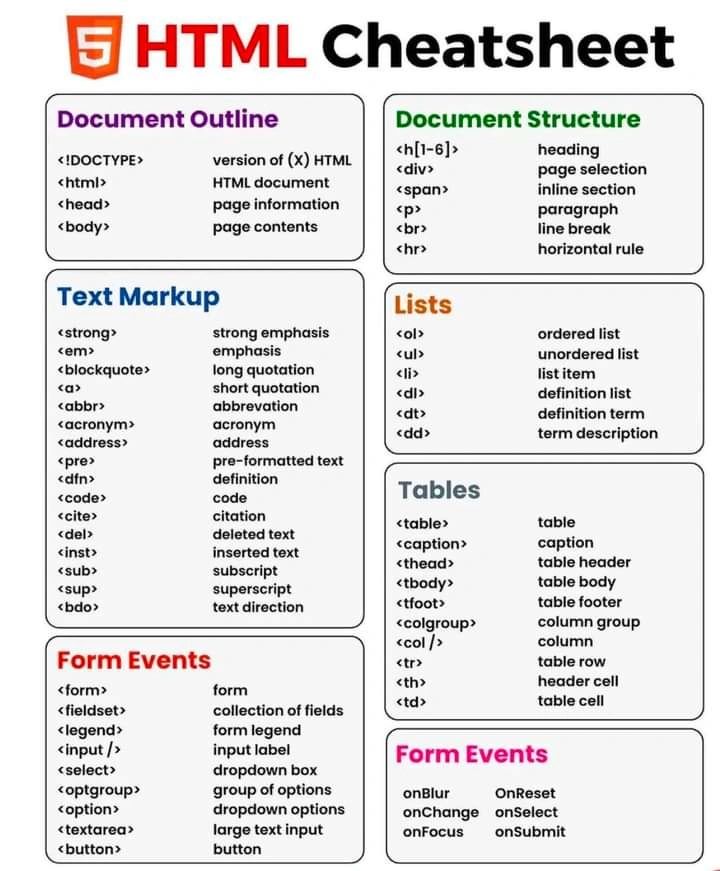 5 HTML Cheatsheet
Document Outline
<!DOCTYPE> version of (X) HTML
<html> HTML document
<head> page information
<body> page contents
Text Markup
<strong> strong emphasis
<em> emphasis
<blockquote> long quotation
<a> short quotation
<abbr> abbrevation
<acronym> acronym
<address> address
<pre> pre-formatted text
<dfn> definition
<code> code
<cite> citation
<del> deleted text
<inst> inserted text
<sub> subscript
<sup> superscript
<bdo> text direction
Form Events
<form> form
<fieldset> collection of fields
<legend> form legend
<input /> input label
<select> dropdown box
<optgroup> group of options
<option> dropdown options
<textarea> large text input
<button> button
Document Structure
<h[1-6]> heading
<div> page selection
<span> inline section
<p> paragraph
<br> line break
<hr> horizontal rule
Lists
<ol> ordered list
<ul> unordered list
<li> list item
<dl> definition list
<dt> definition term
<dd> term description
Tables
<table> table
<caption> caption
<thead> table header
<tbody> table body
<tfoot> table footer
<colgroup> column group
<col /> column
<tr> table row
<th> header cell
<td> table cell
Form Events
onBlur OnReset
onChange onSelect
onFocus onSubmit